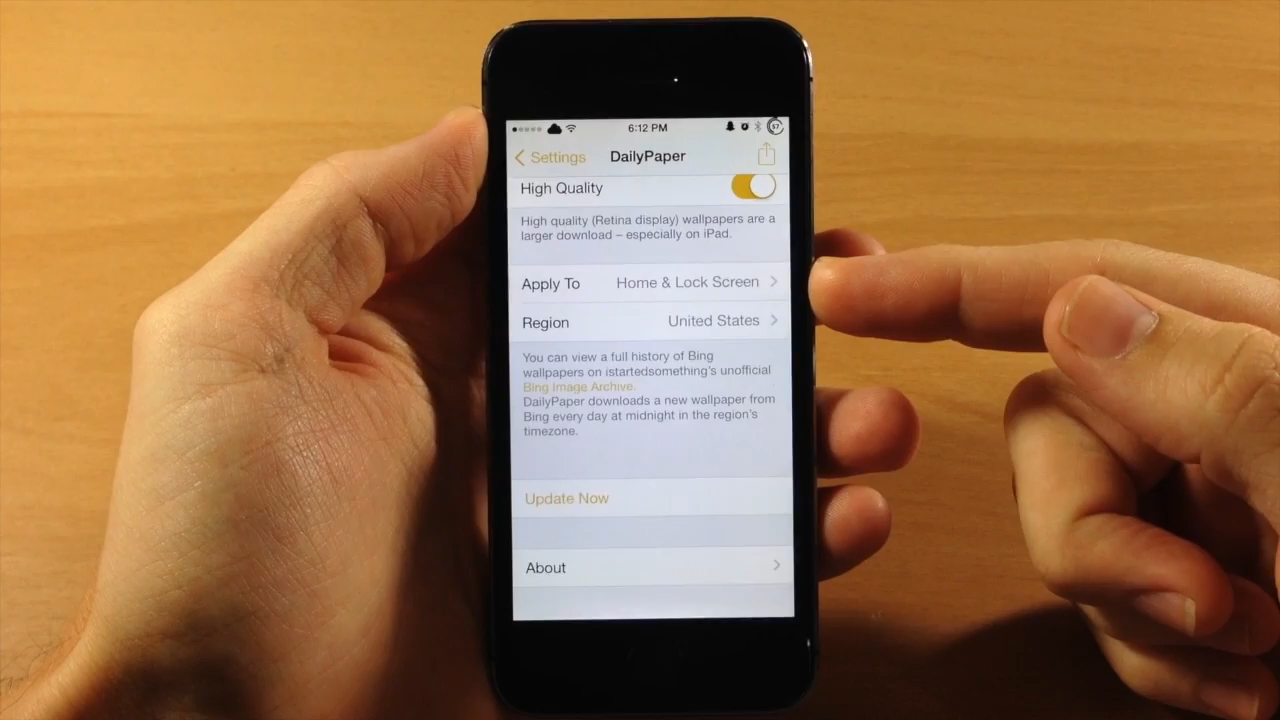 6:12 PM 57
Settings DailyPaper
High Quality
High quality (Retina display) wallpapers are a
larger download – especially on iPad.
Apply To Home & Lock Screen
Region United States
You can view a full history of Bing
wallpapers on istartedsomething's unofficial
Bing Image Archive.
DailyPaper downloads a new wallpaper from
Bing every day at midnight in the region's
timezone.
Update Now
About